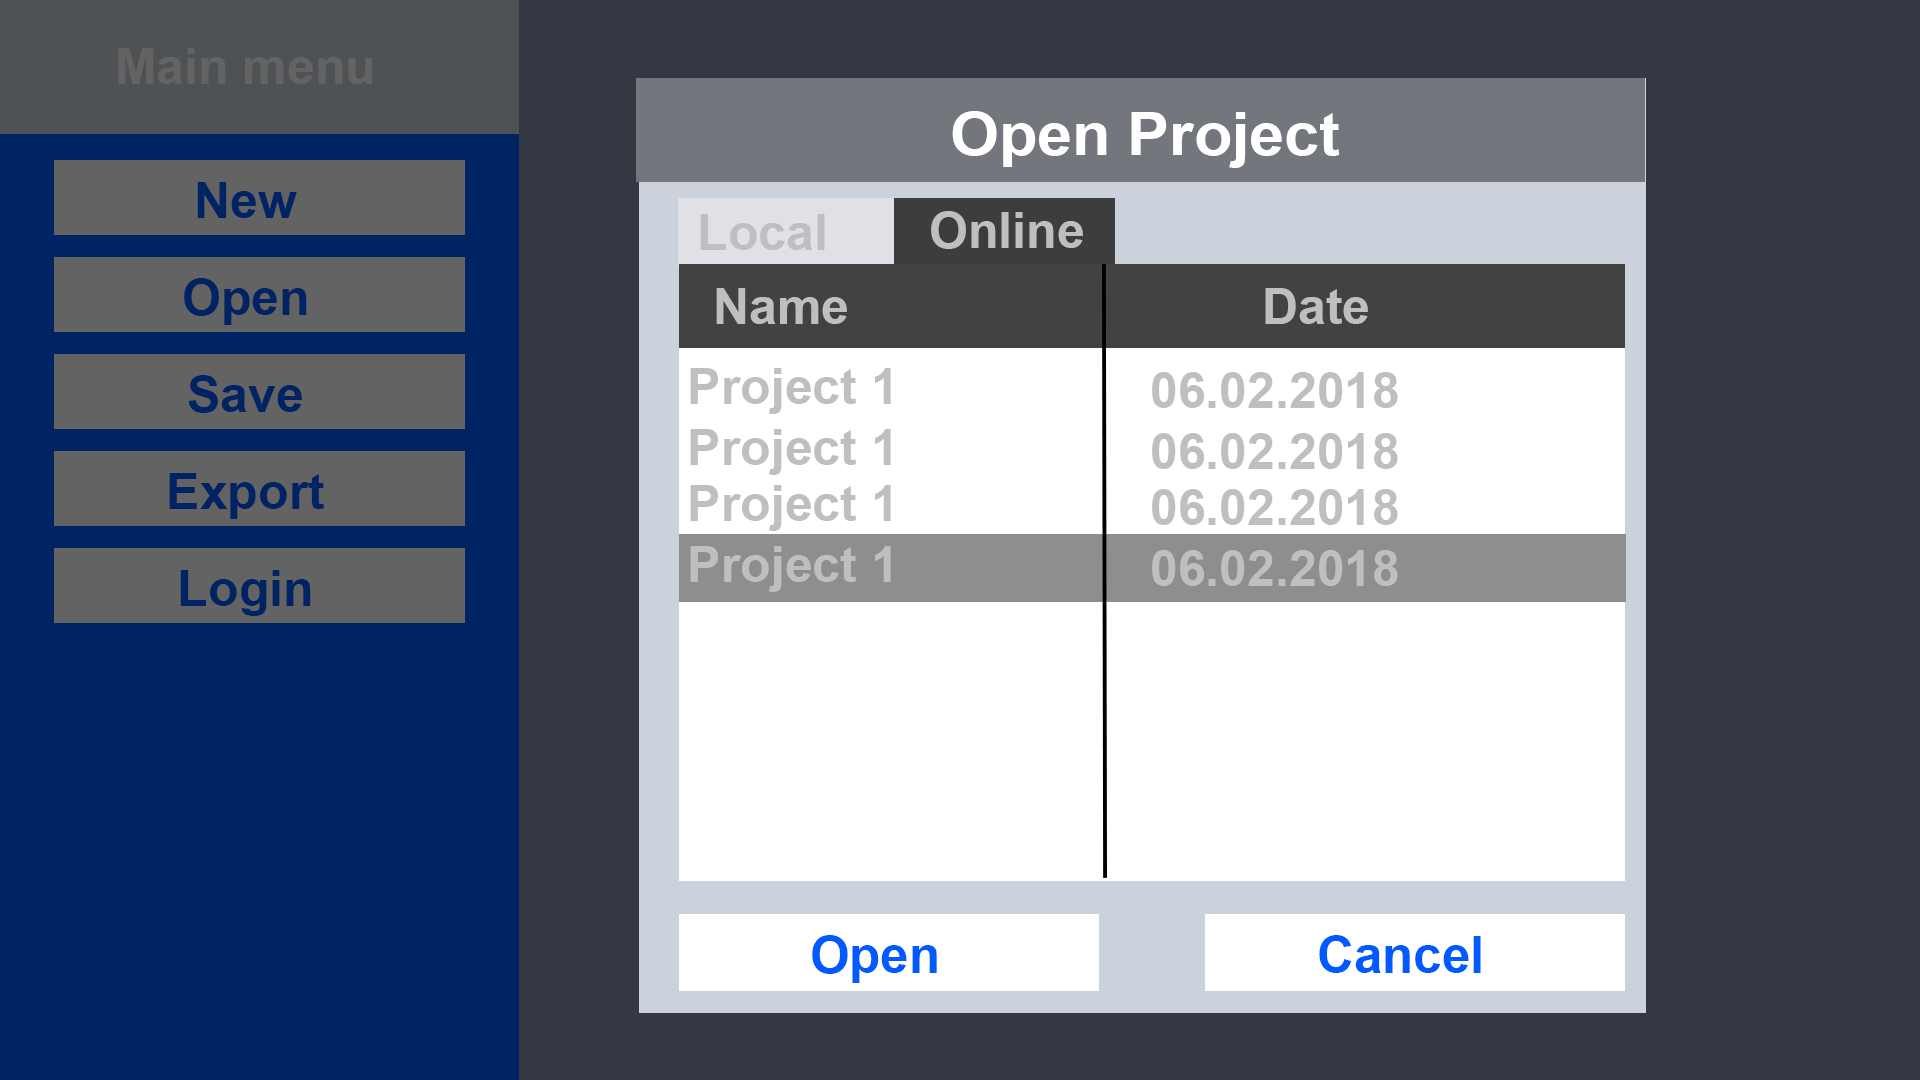 Main menu
New
Open
Save
Export
Login
Open Project
Local Online
Name Date
Project 1 06.02.2018
Project 1 06.02.2018
Project 1 06.02.2018
Project 1 06.02.2018
Open Cancel